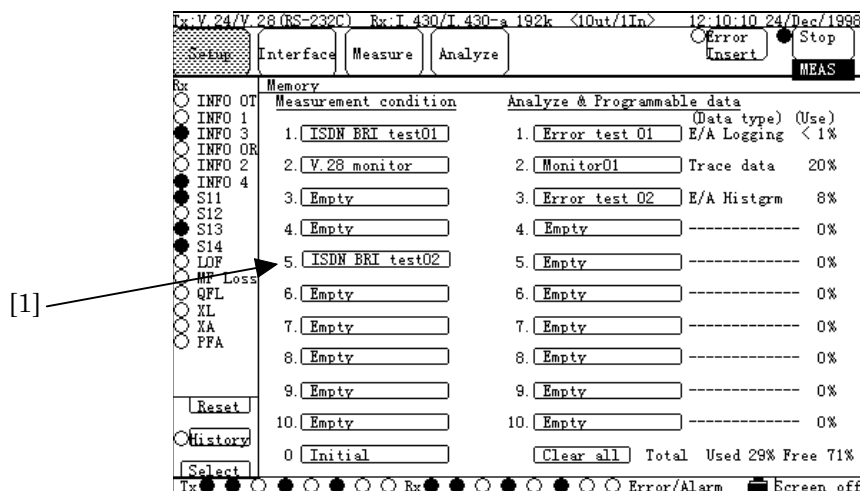 Tx:V.24/V.28(RS-232C) Rx:I.430/I.430-a 192k <1Out/1In> 12:10:10 24/Dec/1998
Setup Interface Measure Analyze Error Insert Stop
MEAS
Rx Memory
INFO OT Measurement condition Analyze & Programmable data
INFO 1 (Data type) (Use)
INFO 3 1. ISDN BRI test01 1. Error test 01 E/A Logging < 1%
INFO OR
INFO 2 2. V.28 monitor 2. Monitor01 Trace data 20%
INFO 4
S11 3. Empty 3. Error test 02 E/A Histgrm 8%
S12
S13 4. Empty 4. Empty -------------- 0%
S14
LOF 5. ISDN BRI test02 5. Empty -------------- 0%
MF Loss
QFL 6. Empty 6. Empty -------------- 0%
[1]
XL
XA 7. Empty 7. Empty -------------- 0%
PFA
8. Empty 8. Empty -------------- 0%
9. Empty 9. Empty -------------- 0%
Reset
10. Empty 10. Empty -------------- 0%
History
0 Initial Clear all Total Used 29% Free 71%
Select
Tx Rx Error/Alarm Screen off